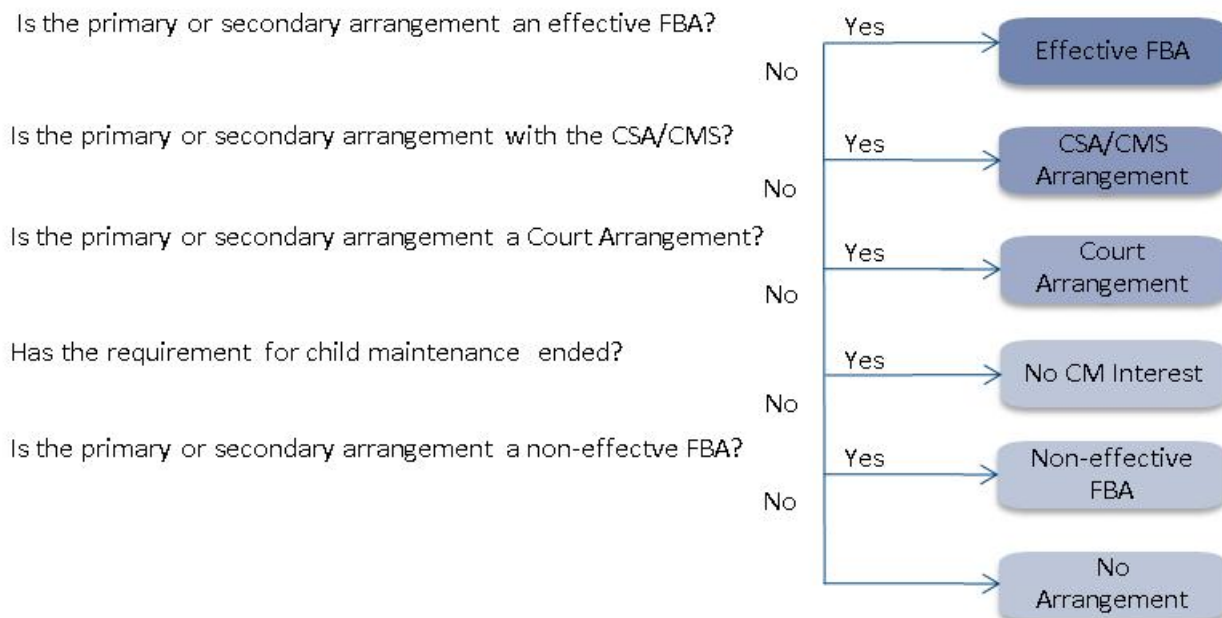 Is the primary or secondary arrangement an effective FBA?
Yes
Effective FBA
No
Is the primary or secondary arrangement with the CSA/CMS?
Yes
CSA/CMS
Arrangement
No
Is the primary or secondary arrangement a Court Arrangement?
Yes
Court
Arrangement
No
Has the requirement for child maintenance ended?
Yes
No CM Interest
No
Is the primary or secondary arrangement a non-effectve FBA?
Yes
Non-effective
FBA
No
No
Arrangement